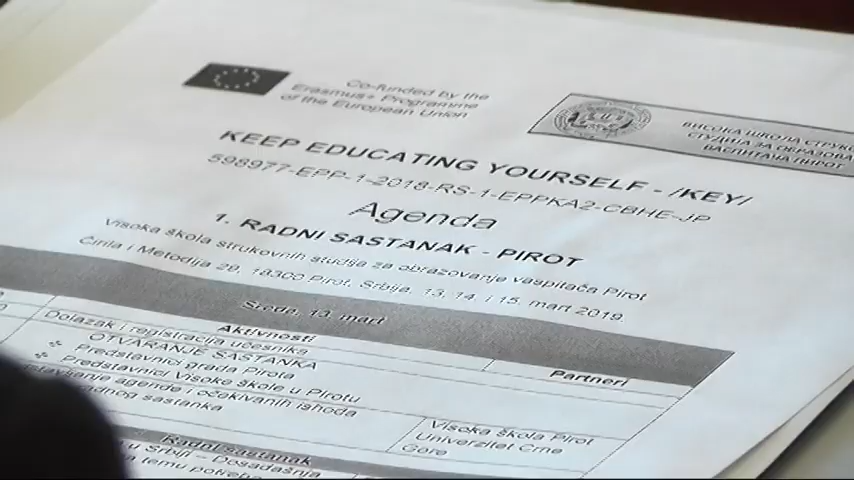 Co-funded by the
Erasmus+ Programme
of the European Union
ВИСОКА ШКОЛА СТРУКО
СТУДИЈА ЗА ОБРАЗОВА
ВАСПИТАЧА ПИРОТ
KEEP EDUCATING YOURSELF - /KEY/
598977-EPP-1-2018-RS-1-EPPKA2-CBHE-JP
Agenda
1. RADNI SASTANAK - PIROT
Visoka škola strukovnih studija za obrazovanje vaspitača Pirot
Ćirila i Metodija 29, 18300 Pirot, Srbija, 13, 14. i 15. mart 2019.
Sreda, 13. mart
Aktivnosti
Partneri
Dolazak i registracija učesnika
OTVARANJE SASTANKA
Predstavnici grada Pirota
Predstavnici Visoke škole u Pirotu
agende i očekivanih ishoda
sastanka
Visoka škola Pirot
Univerzitet Crne
Gore
Radni sastanak
u Srbiji – Dosadašnja
temu